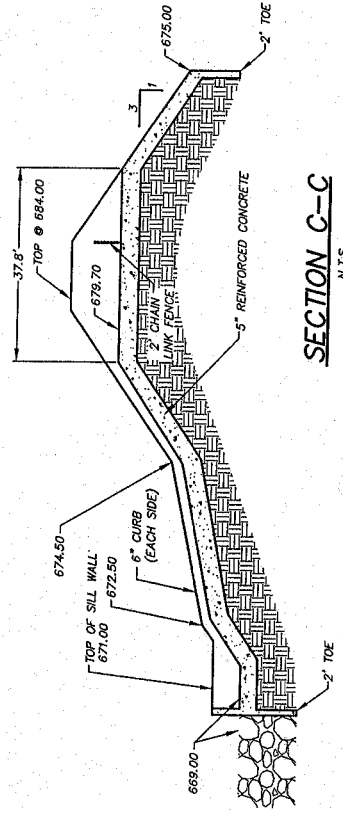 37.8'
TOP @ 684.00
675.00
3
1
679.70
2' CHAIN
LINK FENCE
2' TOE
674.50
6" CURB
(EACH SIDE)
672.50
TOP OF SILL WALL
671.00
669.00
5" REINFORCED CONCRETE
2' TOE
SECTION C-C
N.T.S.